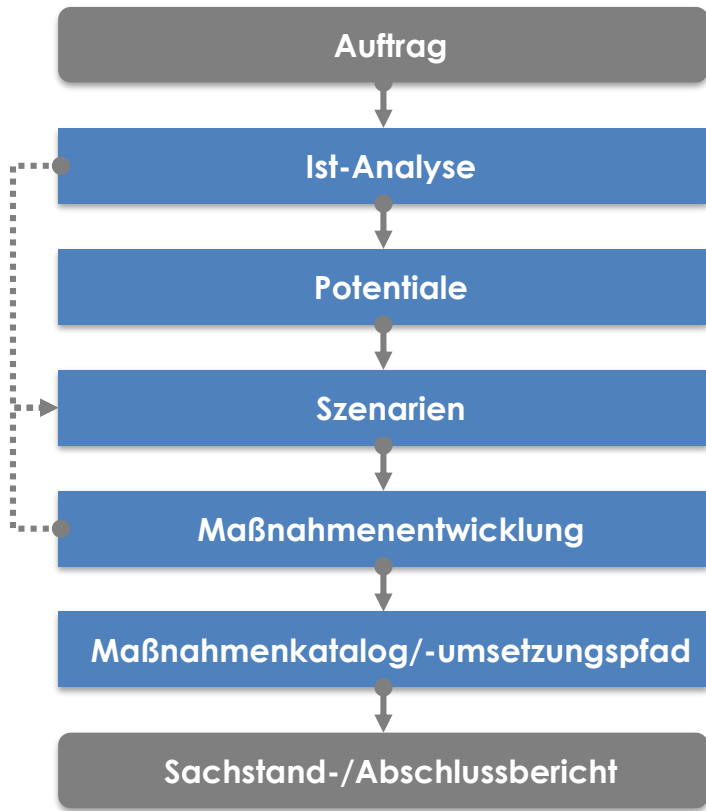 Auftrag
Ist-Analyse
Potentiale
Szenarien
Maßnahmenentwicklung
Maßnahmenkatalog/-umsetzungspfad
Sachstand-/Abschlussbericht